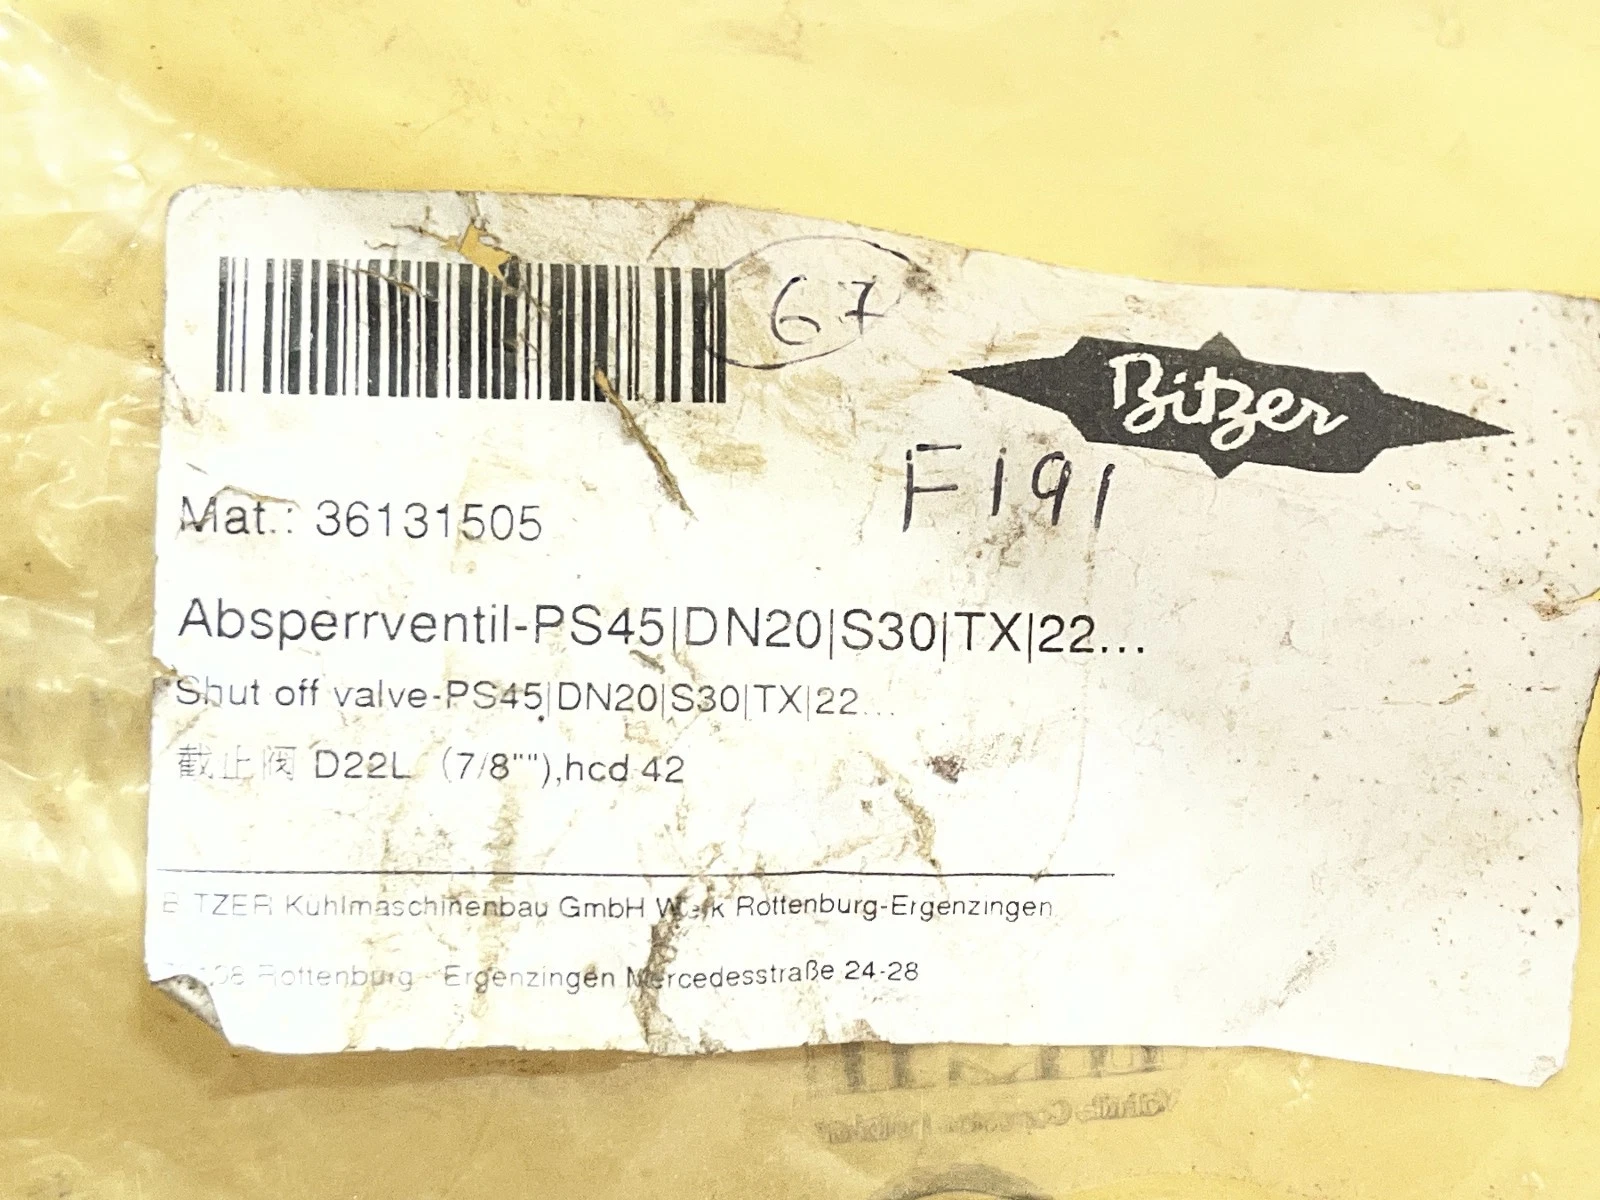 67
Bitzer
F191
Mat.: 36131505
Absperrventil-PS45|DN20|S30|TX|22...
Shut off valve-PS45|DN20|S30|TX|22...
截止阀 D22L (7/8""),hcd 42
BITZER Kühlmaschinenbau GmbH Werk Rottenburg-Ergenzingen
Rottenburg - Ergenzingen Mercedesstraße 24-28